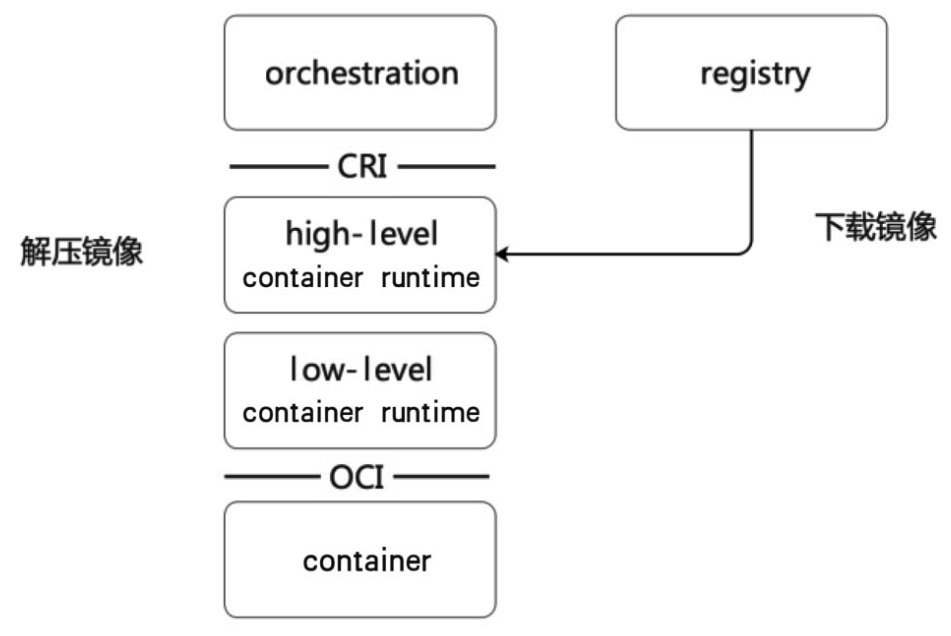 orchestration
registry
CRI
high-level
container runtime
下载镜像
解压镜像
low-level
container runtime
OCI
container